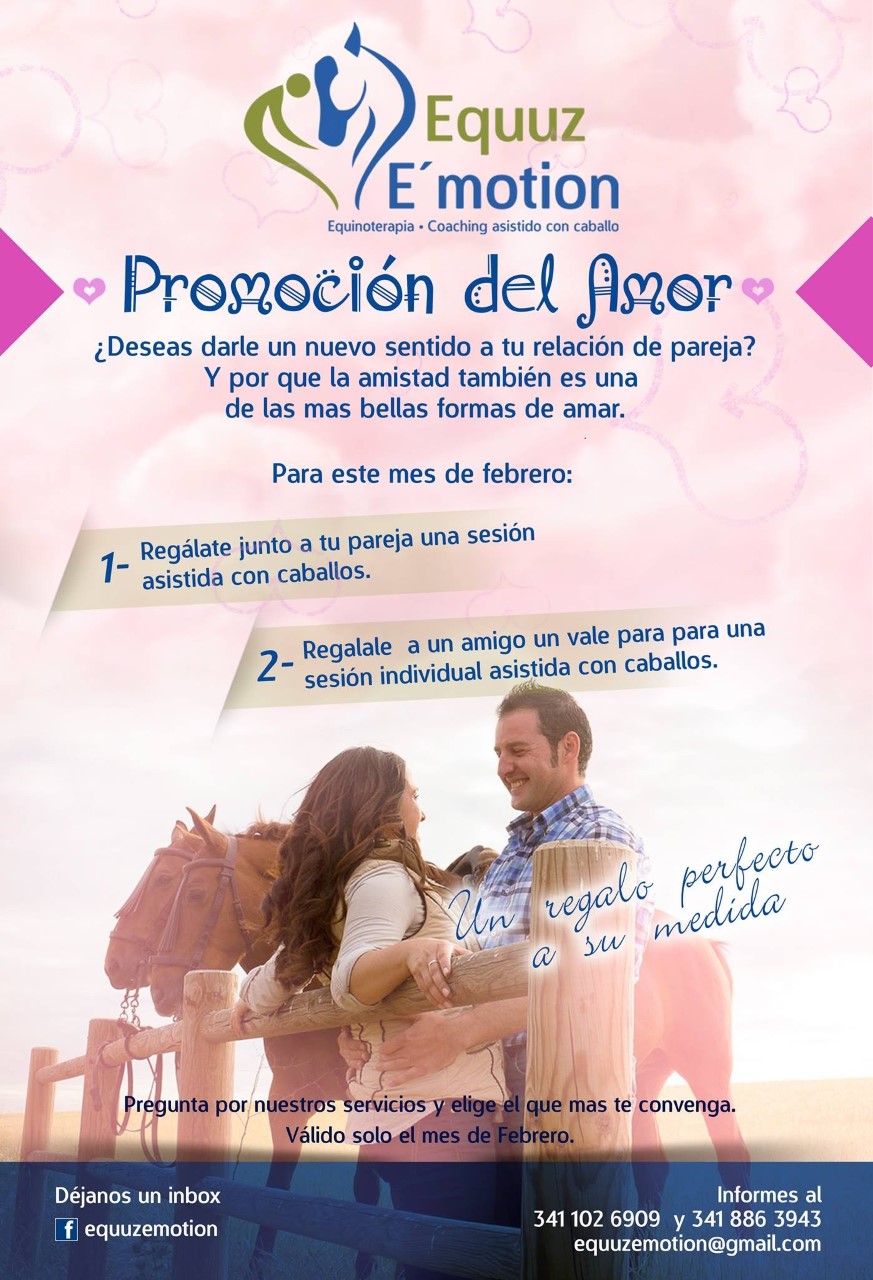 Equuz
E´motion
Equinoterapia • Coaching asistido con caballo
Promoción del Amor
¿Deseas darle un nuevo sentido a tu relación de pareja?
Y por que la amistad también es una
de las mas bellas formas de amar.
Para este mes de febrero:
1- Regálate junto a tu pareja una sesión
asistida con caballos.
2- Regalale a un amigo un vale para para una
sesión individual asistida con caballos.
Un regalo perfecto
a su medida
Pregunta por nuestros servicios y elige el que mas te convenga.
Válido solo el mes de Febrero.
Déjanos un inbox
f equuzemotion
Informes al
341 102 6909 y 341 886 3943
equuzemotion@gmail.com